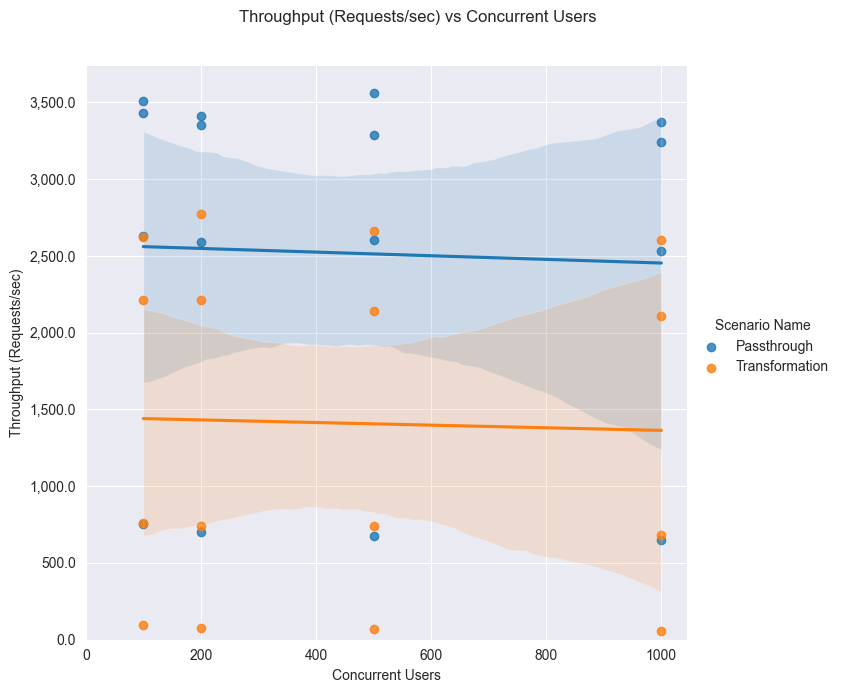 Throughput (Requests/sec) vs Concurrent Users
3,500.0
3,000.0
2,500.0
2,000.0
1,500.0
1,000.0
500.0
0.0
Throughput (Requests/sec)
0 200 400 600 800 1000
Concurrent Users
Scenario Name
Passthrough
Transformation